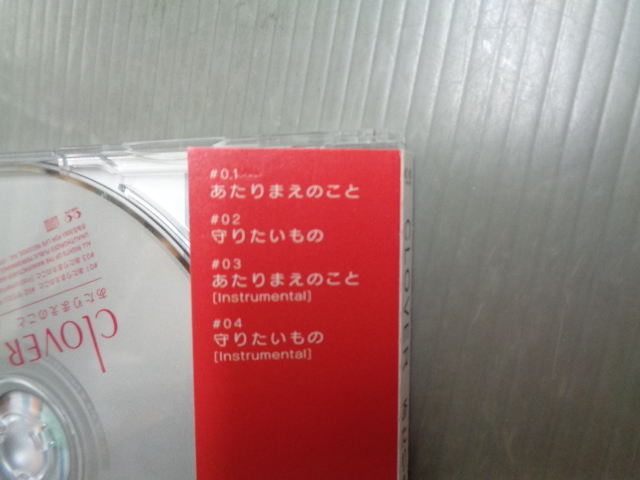 #01
あたりまえのこと
#02
守りたいもの
#03
あたりまえのこと
[Instrumental]
#04
守りたいもの
[Instrumental]
あたりまえのこと
clOVER
CLOVER